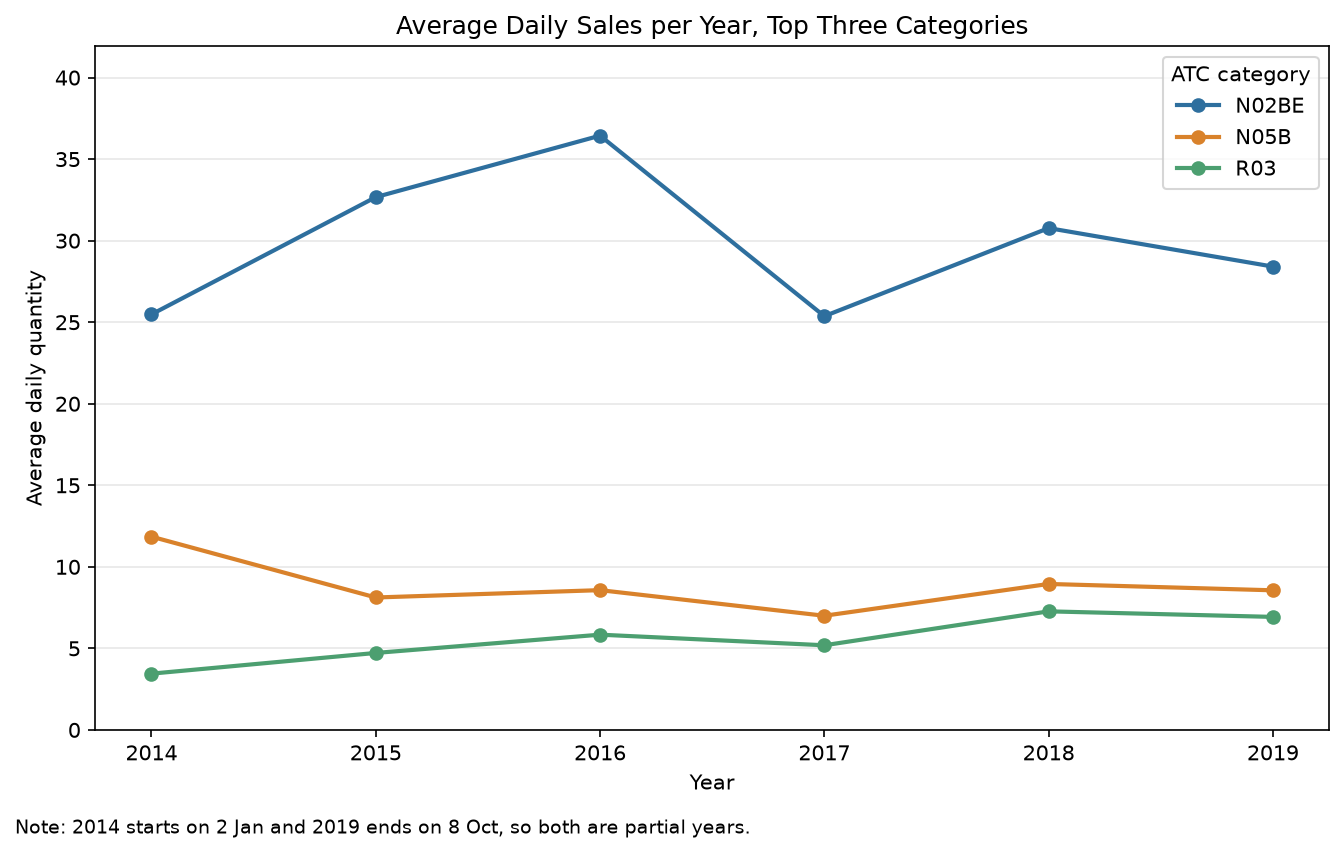 Average Daily Sales per Year, Top Three Categories
ATC category
N02BE
N05B
R03
Average daily quantity
40
35
30
25
20
15
10
5
0
2014 2015 2016 2017 2018 2019
Year
Note: 2014 starts on 2 Jan and 2019 ends on 8 Oct, so both are partial years.